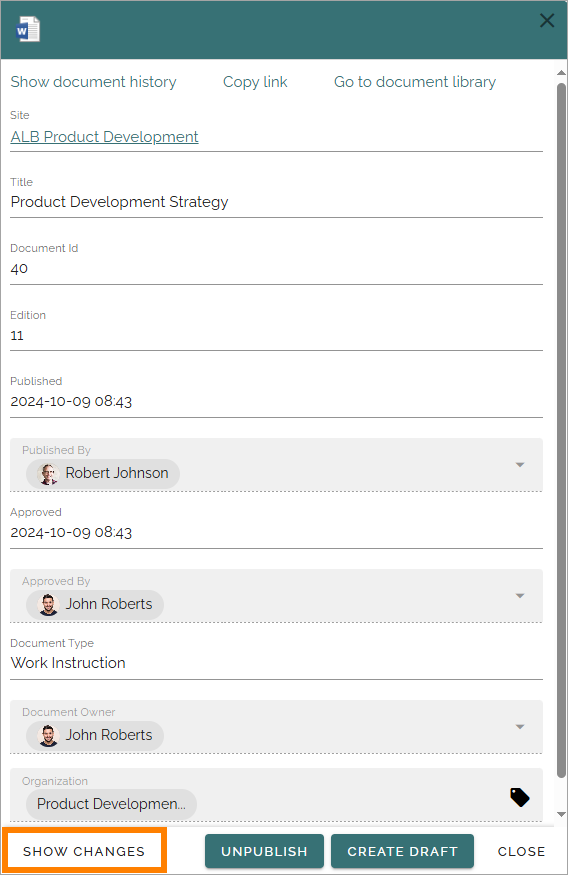 W
Show document history Copy link Go to document library
Site
ALB Product Development
Title
Product Development Strategy
Document Id
40
Edition
11
Published
2024-10-09 08:43
Published By
Robert Johnson
Approved
2024-10-09 08:43
Approved By
John Roberts
Document Type
Work Instruction
Document Owner
John Roberts
Organization
Product Developmen...
SHOW CHANGES UNPUBLISH CREATE DRAFT CLOSE